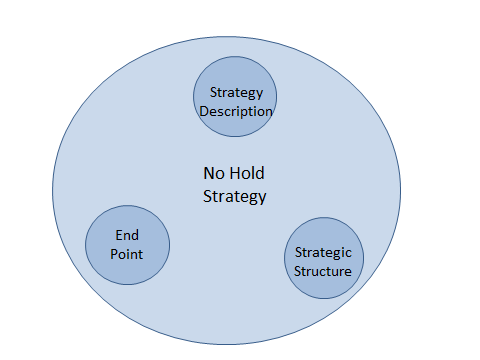 Strategy
Description
No Hold
Strategy
End
Point
Strategic
Structure